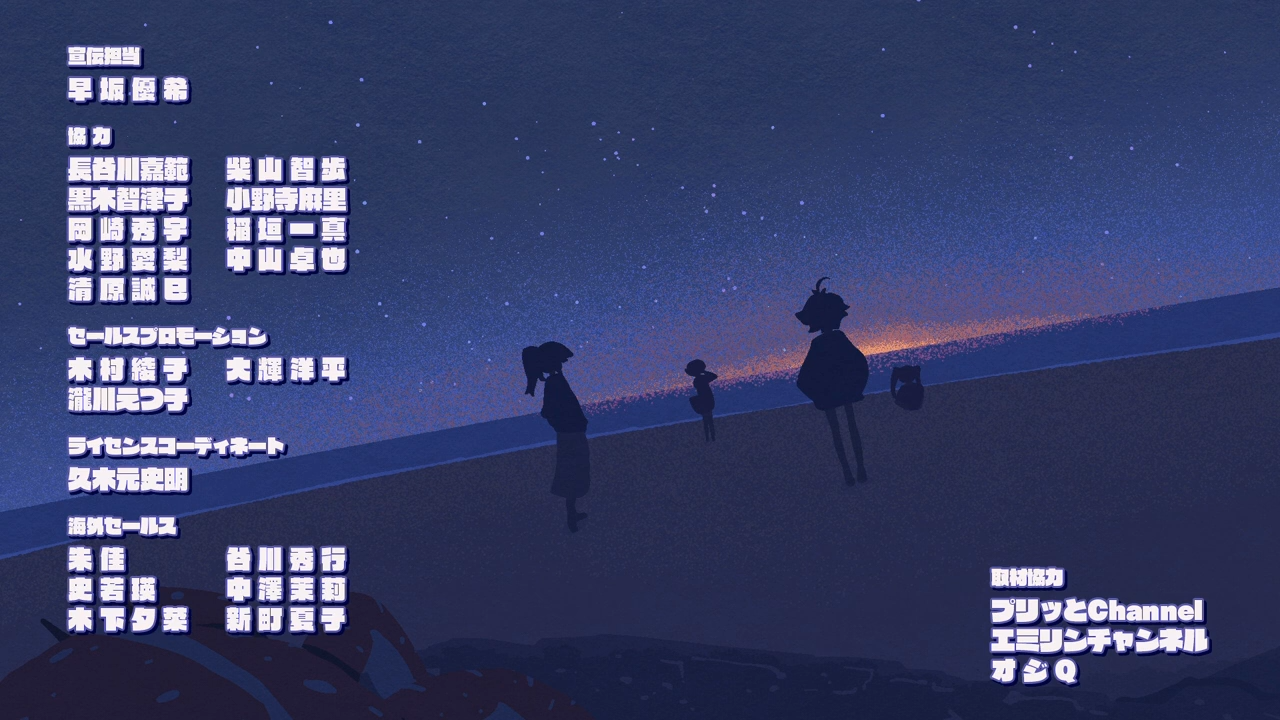 宣伝担当
早坂優希
協力
長谷川嘉範 柴山智歩
黒木智津子 小野寺麻里
岡崎秀宇 稲垣一真
水野愛梨 中山卓也
清原誠巳
セールスプロモーション
木村綾子 大輝洋平
瀧川えつ子
ライセンスコーディネート
久木元史明
海外セールス
朱佳 谷川秀行
史若瑛 中澤茉莉
木下夕菜 新町夏子
取材協力
プリッとChannel
エミリンチャンネル
オジQ